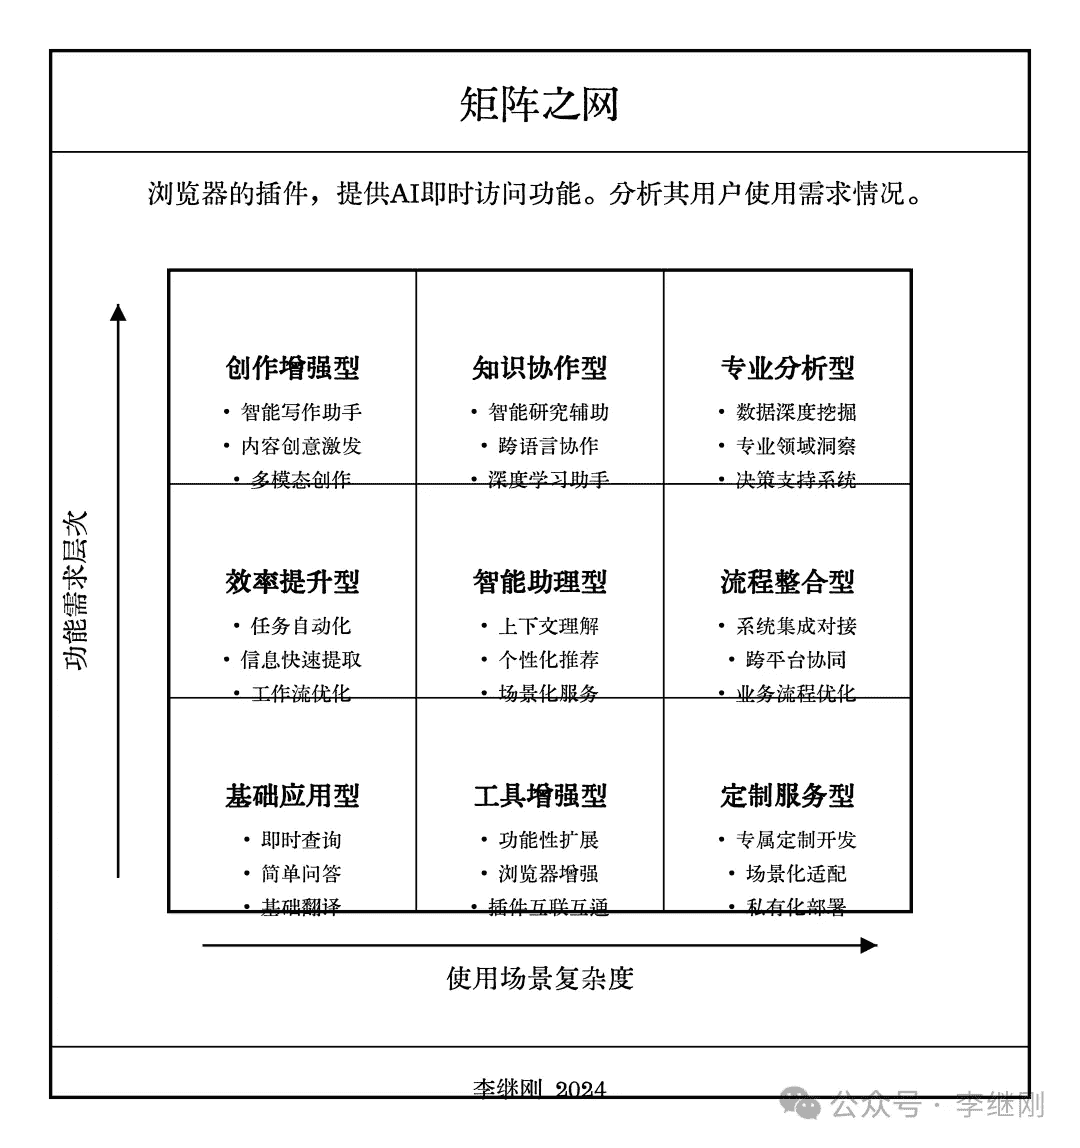 矩阵之网
浏览器的插件，提供AI即时访问功能。分析其用户使用需求情况。
功能需求层次
创作增强型
• 智能写作助手
• 内容创意激发
• 多模态创作
知识协作型
• 智能研究辅助
• 跨语言协作
• 深度学习助手
专业分析型
• 数据深度挖掘
• 专业领域洞察
• 决策支持系统
效率提升型
• 任务自动化
• 信息快速提取
• 工作流优化
智能助理型
• 上下文理解
• 个性化推荐
• 场景化服务
流程整合型
• 系统集成对接
• 跨平台协同
• 业务流程优化
基础应用型
• 即时查询
• 简单问答
• 基础翻译
工具增强型
• 功能性扩展
• 浏览器增强
• 插件互联互通
定制服务型
• 专属定制开发
• 场景化适配
• 私有化部署
使用场景复杂度
李继刚 2024
公众号 · 李继刚